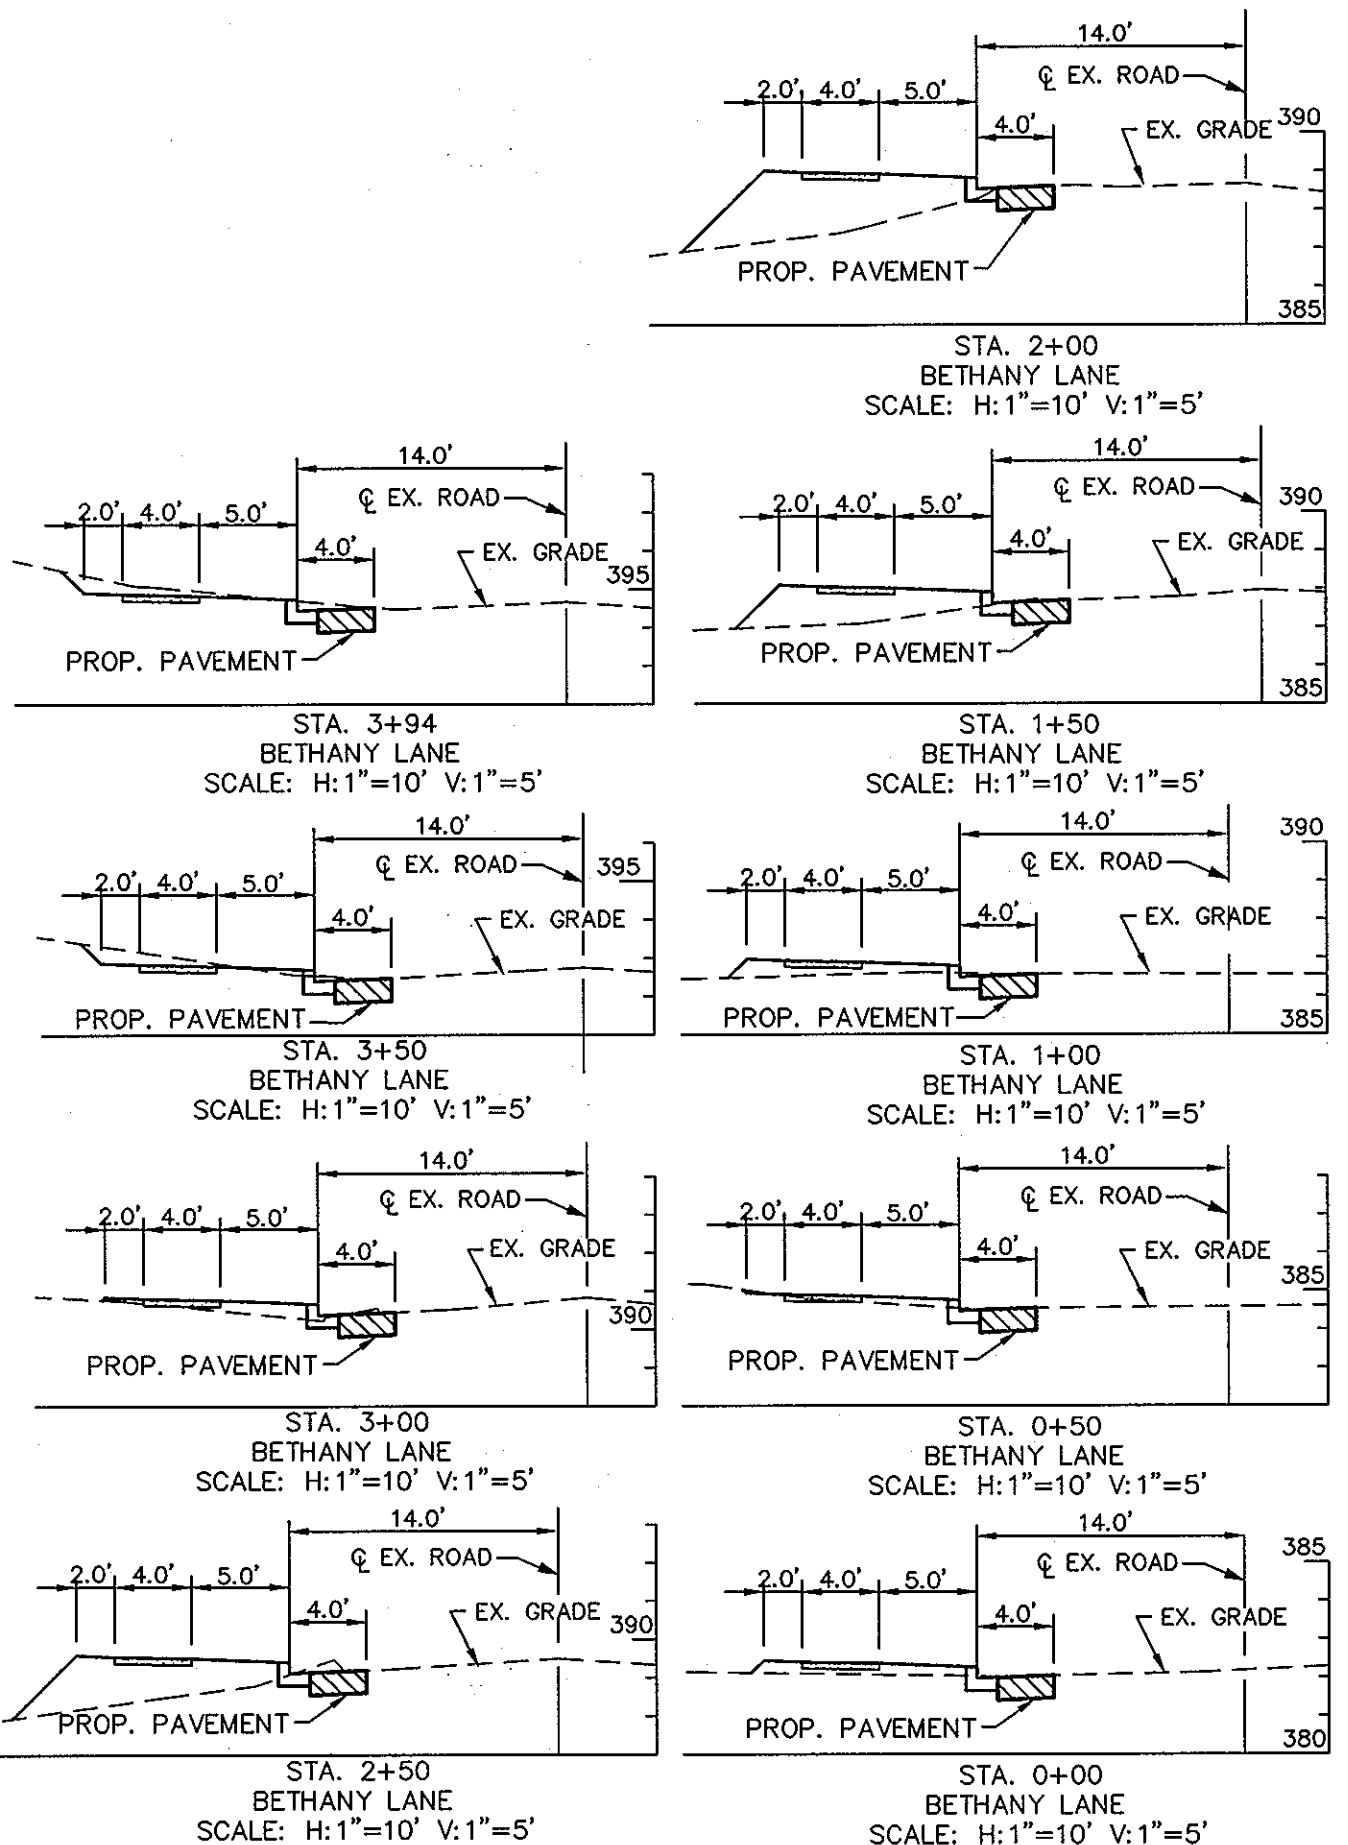 14.0'
℄ EX. ROAD
2.0' 4.0' 5.0'
4.0'
EX. GRADE
390
PROP. PAVEMENT
385
STA. 2+00
BETHANY LANE
SCALE: H:1"=10' V:1"=5'
14.0'
℄ EX. ROAD
2.0' 4.0' 5.0'
4.0'
EX. GRADE
395
PROP. PAVEMENT
STA. 3+94
BETHANY LANE
SCALE: H:1"=10' V:1"=5'
14.0'
℄ EX. ROAD
390
2.0' 4.0' 5.0'
4.0'
EX. GRADE
PROP. PAVEMENT
385
STA. 1+50
BETHANY LANE
SCALE: H:1"=10' V:1"=5'
14.0'
℄ EX. ROAD
395
2.0' 4.0' 5.0'
4.0'
EX. GRADE
PROP. PAVEMENT
STA. 3+50
BETHANY LANE
SCALE: H:1"=10' V:1"=5'
14.0'
390
℄ EX. ROAD
2.0' 4.0' 5.0'
4.0'
EX. GRADE
PROP. PAVEMENT
385
STA. 1+00
BETHANY LANE
SCALE: H:1"=10' V:1"=5'
14.0'
℄ EX. ROAD
2.0' 4.0' 5.0'
4.0'
EX. GRADE
390
PROP. PAVEMENT
STA. 3+00
BETHANY LANE
SCALE: H:1"=10' V:1"=5'
14.0'
℄ EX. ROAD
2.0' 4.0' 5.0'
4.0'
EX. GRADE
385
PROP. PAVEMENT
STA. 0+50
BETHANY LANE
SCALE: H:1"=10' V:1"=5'
14.0'
℄ EX. ROAD
2.0' 4.0' 5.0'
4.0'
EX. GRADE
390
PROP. PAVEMENT
STA. 2+50
BETHANY LANE
SCALE: H:1"=10' V:1"=5'
14.0'
385
℄ EX. ROAD
2.0' 4.0' 5.0'
4.0'
EX. GRADE
PROP. PAVEMENT
380
STA. 0+00
BETHANY LANE
SCALE: H:1"=10' V:1"=5'